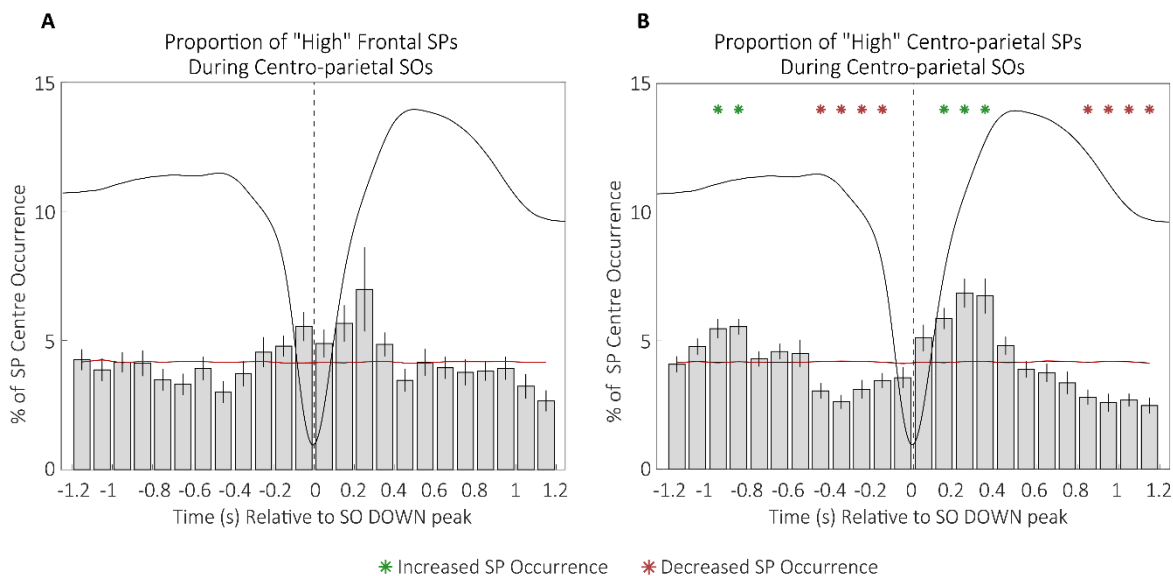 A
Proportion of "High" Frontal SPs
During Centro-parietal SOs
% of SP Centre Occurrence
15
10
5
0
-1.2 -1 -0.8 -0.6 -0.4 -0.2 0 0.2 0.4 0.6 0.8 1 1.2
Time (s) Relative to SO DOWN peak
B
Proportion of "High" Centro-parietal SPs
During Centro-parietal SOs
% of SP Centre Occurrence
15
10
5
0
-1.2 -1 -0.8 -0.6 -0.4 -0.2 0 0.2 0.4 0.6 0.8 1 1.2
Time (s) Relative to SO DOWN peak
Increased SP Occurrence
Decreased SP Occurrence